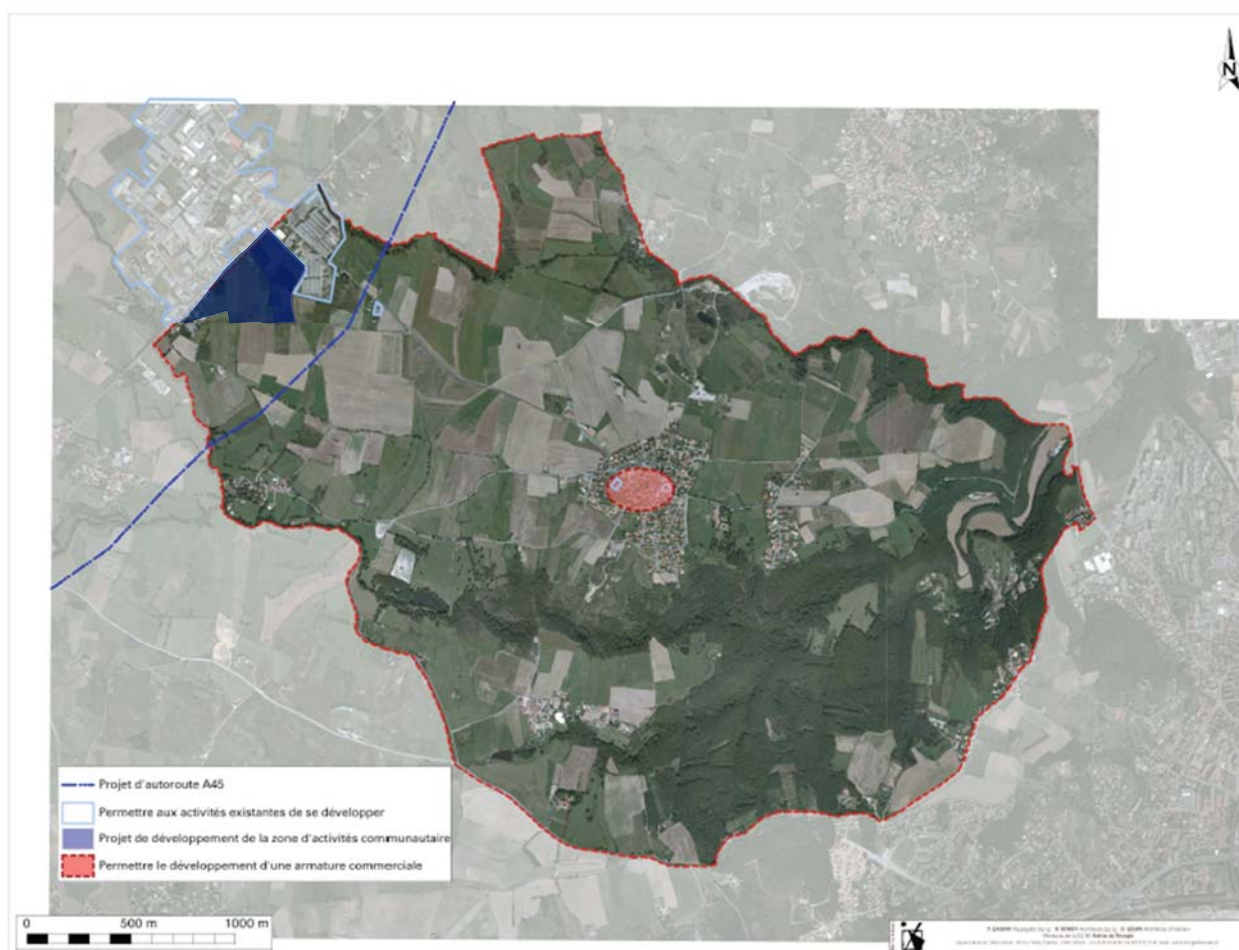 N
Projet d'autoroute A45
Permettre aux activités existantes de se développer
Projet de développement de la zone d'activités communautaire
Permettre le développement d'une armature commerciale
0 500 m 1000 m